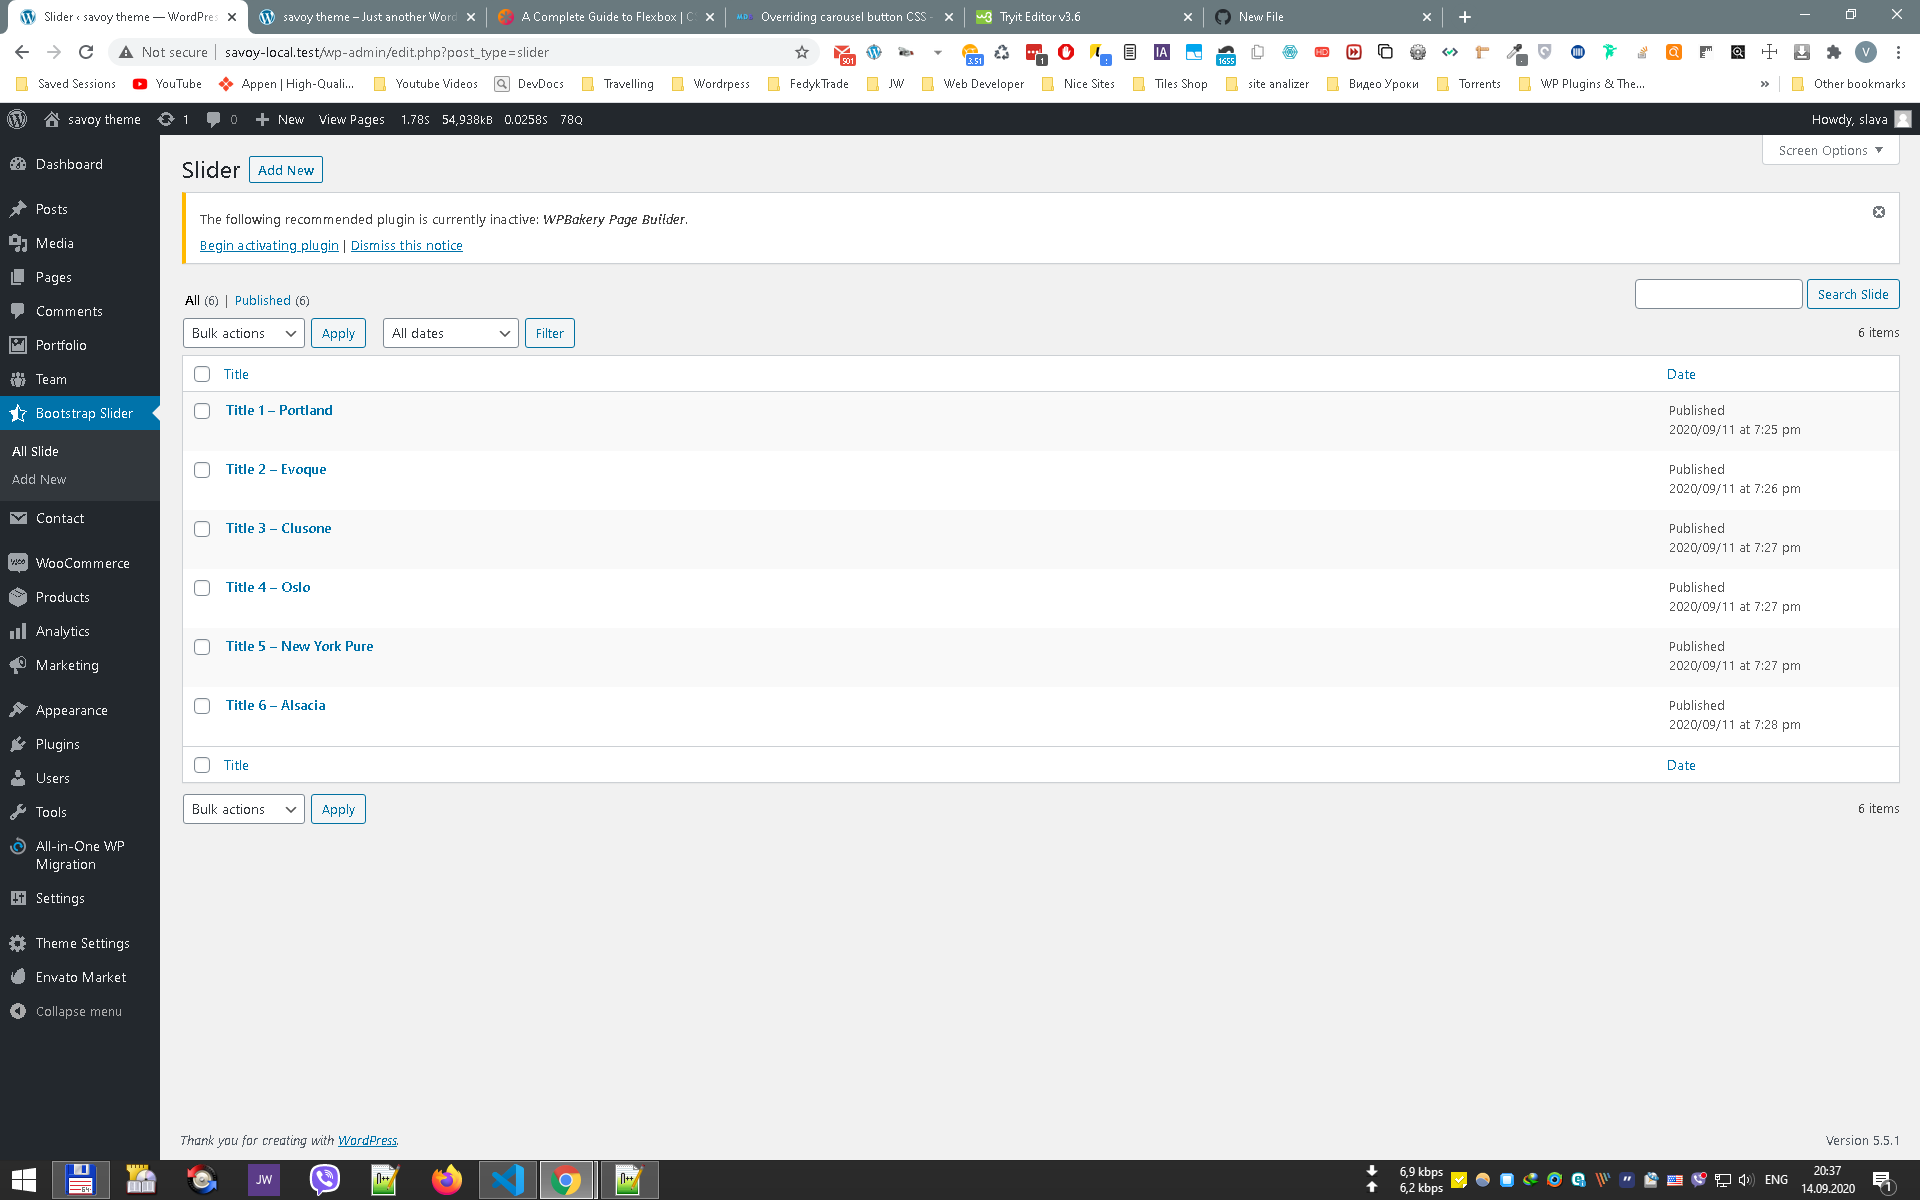 Slider ‹ savoy theme — WordPres
savoy theme – Just another Word
A Complete Guide to Flexbox | C
Overriding carousel button CSS -
Tryit Editor v3.6
New File
Not secure | savoy-local.test/wp-admin/edit.php?post_type=slider
Saved Sessions
YouTube
Appen | High-Quali...
Youtube Videos
DevDocs
Travelling
Wordrpess
FedykTrade
JW
Web Developer
Nice Sites
Tiles Shop
site analizer
Видео Уроки
Torrents
WP Plugins & The...
Other bookmarks
savoy theme 1 0 New View Pages 1.78S 54,938KB 0.0258S 78Q
Howdy, slava
Dashboard
Posts
Media
Pages
Comments
Portfolio
Team
Bootstrap Slider
All Slide
Add New
Contact
WooCommerce
Products
Analytics
Marketing
Appearance
Plugins
Users
Tools
All-in-One WP
Migration
Settings
Theme Settings
Envato Market
Collapse menu
Screen Options
Slider Add New
The following recommended plugin is currently inactive: WPBakery Page Builder.
Begin activating plugin | Dismiss this notice
All (6) | Published (6)
Search Slide
Bulk actions Apply All dates Filter
6 items
Title Date
Title 1 – Portland
Published
2020/09/11 at 7:25 pm
Title 2 – Evoque
Published
2020/09/11 at 7:26 pm
Title 3 – Clusone
Published
2020/09/11 at 7:27 pm
Title 4 – Oslo
Published
2020/09/11 at 7:27 pm
Title 5 – New York Pure
Published
2020/09/11 at 7:27 pm
Title 6 – Alsacia
Published
2020/09/11 at 7:28 pm
Title Date
Bulk actions Apply
6 items
Thank you for creating with WordPress.
Version 5.5.1
JW
6,9 kbps
6,2 kbps
ENG
20:37
14.09.2020